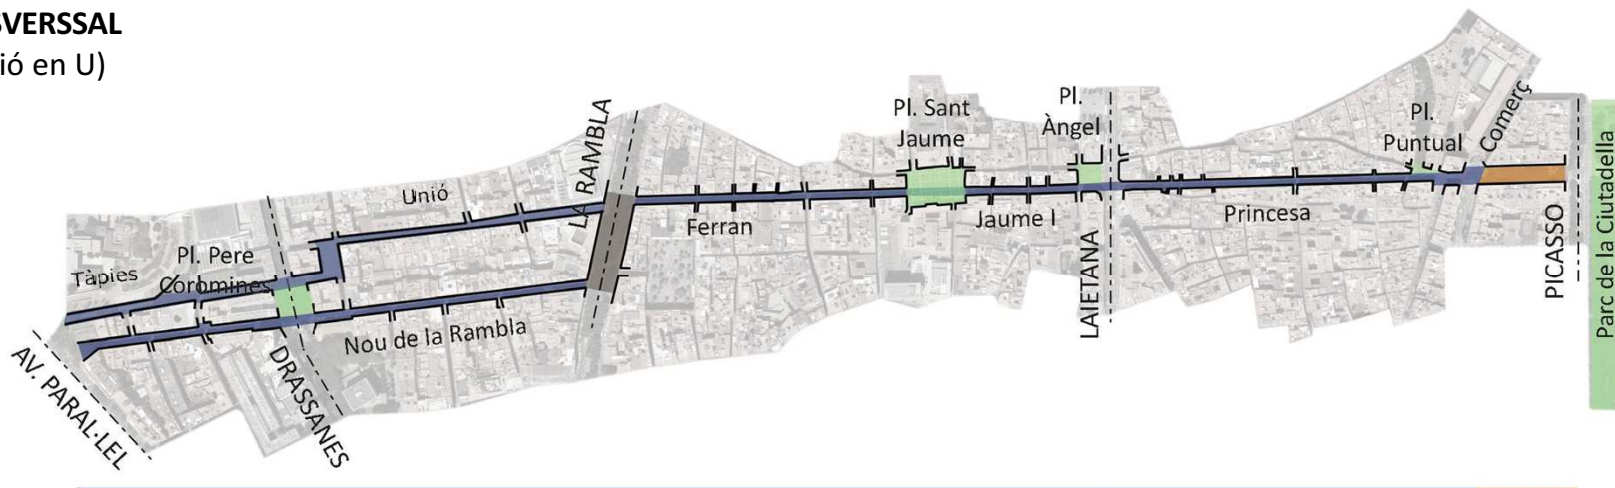 SVERSSAL
ió en U)
Tàpies
Pl. Pere
Coromines
Unió
LA RAMBLA
Nou de la Rambla
DRASSANES
AV. PARAL·LEL
Ferran
Pl. Sant
Jaume
Jaume I
Pl.
Àngel
LAIETANA
Princesa
Pl.
Puntual
Comerç
PICASSO
Parc de la Ciutadella